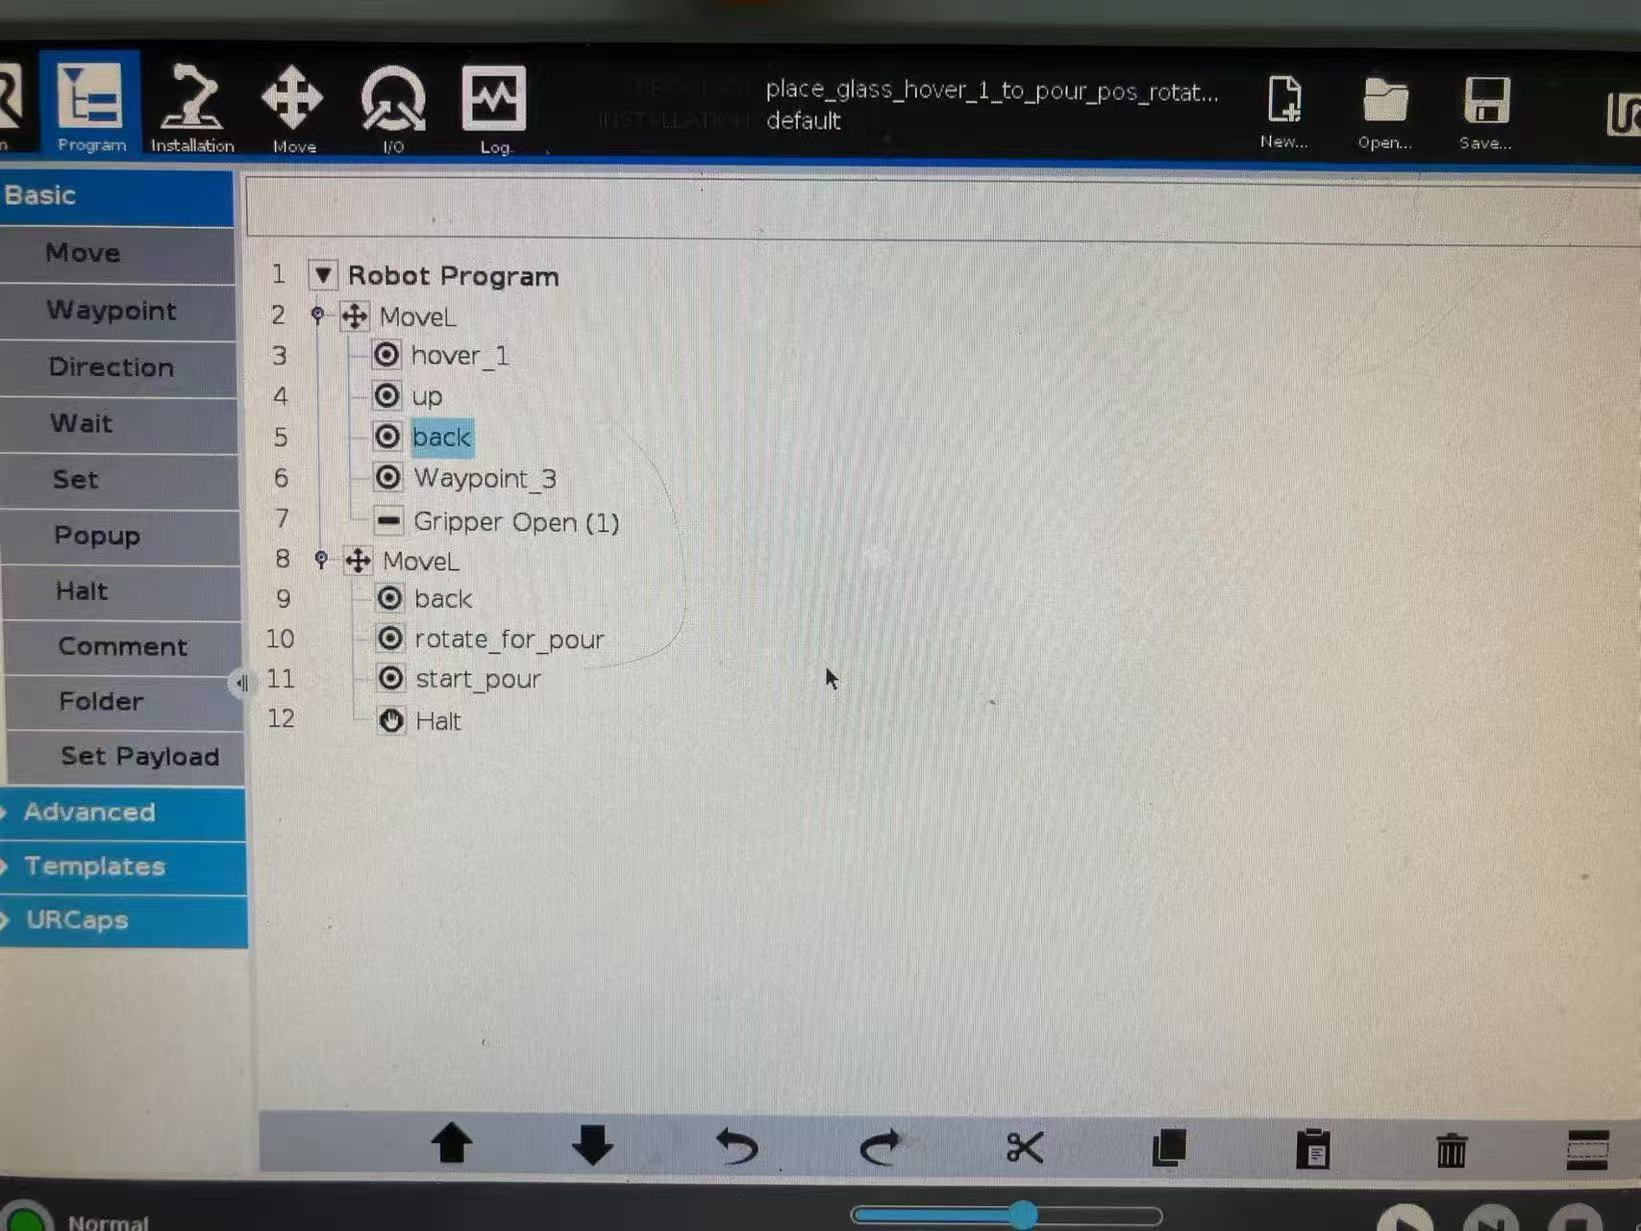 place_glass_hover_1_to_pour_pos_rotat...
default
Program
Installation
Move
I/O
Log
New...
Open...
Save...
Basic
Move
Waypoint
Direction
Wait
Set
Popup
Halt
Comment
Folder
Set Payload
Advanced
Templates
URCaps
1 Robot Program
2 MoveL
3 hover_1
4 up
5 back
6 Waypoint_3
7 Gripper Open (1)
8 MoveL
9 back
10 rotate_for_pour
11 start_pour
12 Halt
Normal